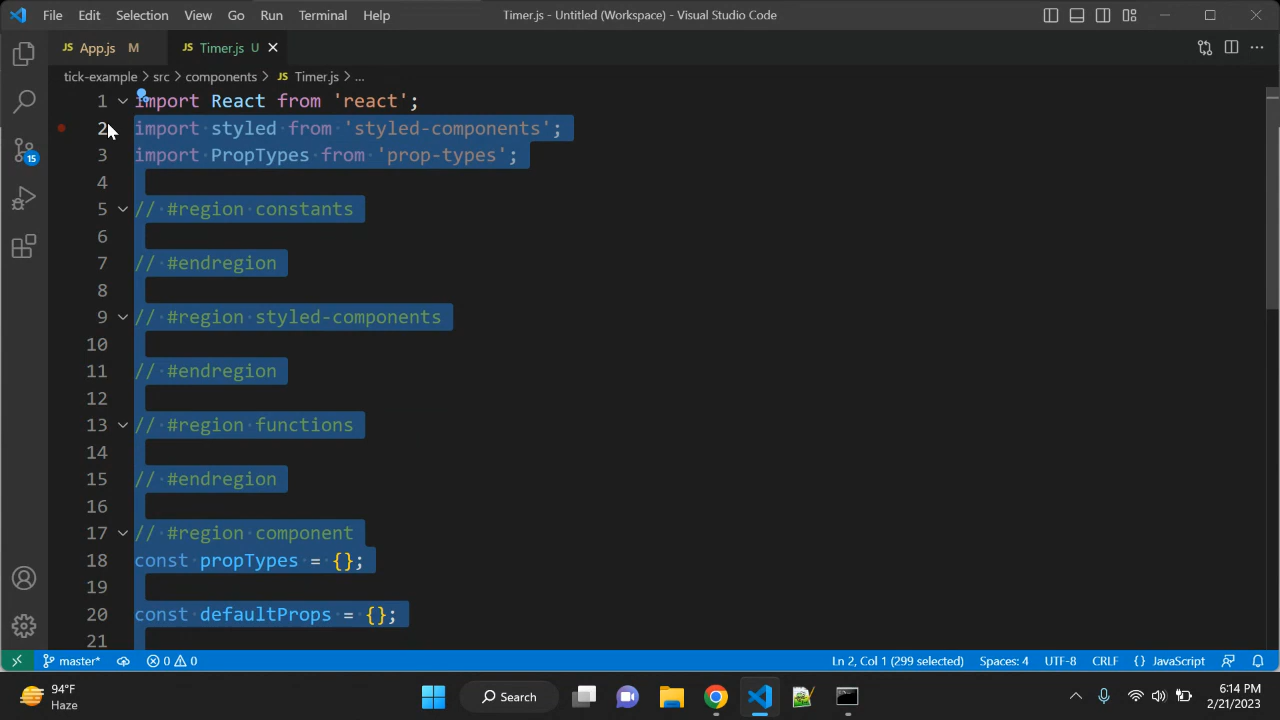 File Edit Selection View Go Run Terminal Help Timer.js - Untitled (Workspace) - Visual Studio Code
JS App.js M JS Timer.js U
tick-example > src > components > JS Timer.js > ...
1 import React from 'react';
2 import styled from 'styled-components';
3 import PropTypes from 'prop-types';
4
5 // #region constants
6
7 // #endregion
8
9 // #region styled-components
10
11 // #endregion
12
13 // #region functions
14
15 // #endregion
16
17 // #region component
18 const propTypes = {};
19
20 const defaultProps = {};
21
15
master* 0 0 Ln 2, Col 1 (299 selected) Spaces: 4 UTF-8 CRLF {} JavaScript
94°F
Haze
Search
6:14 PM
2/21/2023